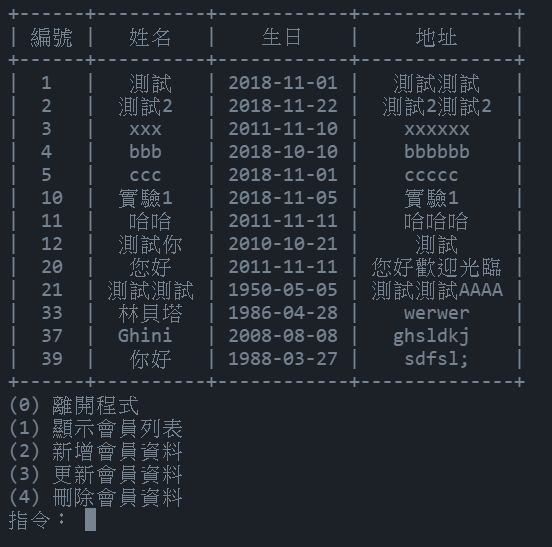 +------+----------+------------+--------------+
| 編號 |   姓名   |    生日    |     地址     |
+------+----------+------------+--------------+
|  1   |   測試   | 2018-11-01 |   測試測試   |
|  2   |  測試2   | 2018-11-22 |  測試2測試2  |
|  3   |   xxx    | 2011-11-10 |    xxxxxx    |
|  4   |   bbb    | 2018-10-10 |    bbbbbb    |
|  5   |   ccc    | 2018-11-01 |    ccccc     |
|  10  |  實驗1   | 2018-11-05 |    實驗1     |
|  11  |   哈哈   | 2011-11-11 |    哈哈哈    |
|  12  |  測試你  | 2010-10-21 |     測試     |
|  20  |   您好   | 2011-11-11 | 您好歡迎光臨 |
|  21  | 測試測試 | 1950-05-05 | 測試測試AAAA |
|  33  |  林貝塔  | 1986-04-28 |    werwer    |
|  37  |  Ghini   | 2008-08-08 |   ghsldkj    |
|  39  |   你好   | 1988-03-27 |    sdfsl;    |
+------+----------+------------+--------------+
(0) 離開程式
(1) 顯示會員列表
(2) 新增會員資料
(3) 更新會員資料
(4) 刪除會員資料
指令：